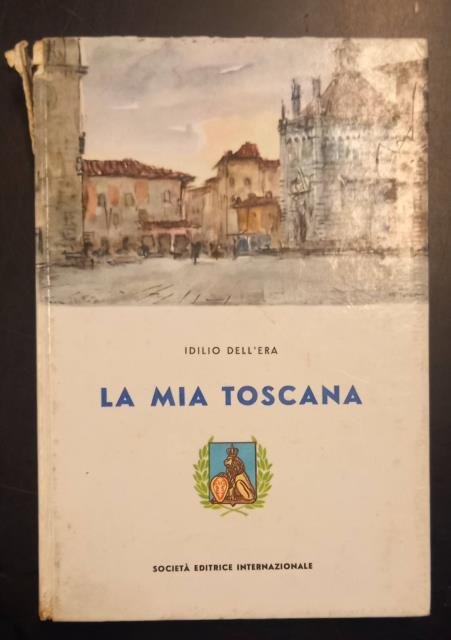 IDILIO DELL'ERA
LA MIA TOSCANA
SOCIETÀ EDITRICE INTERNAZIONALE